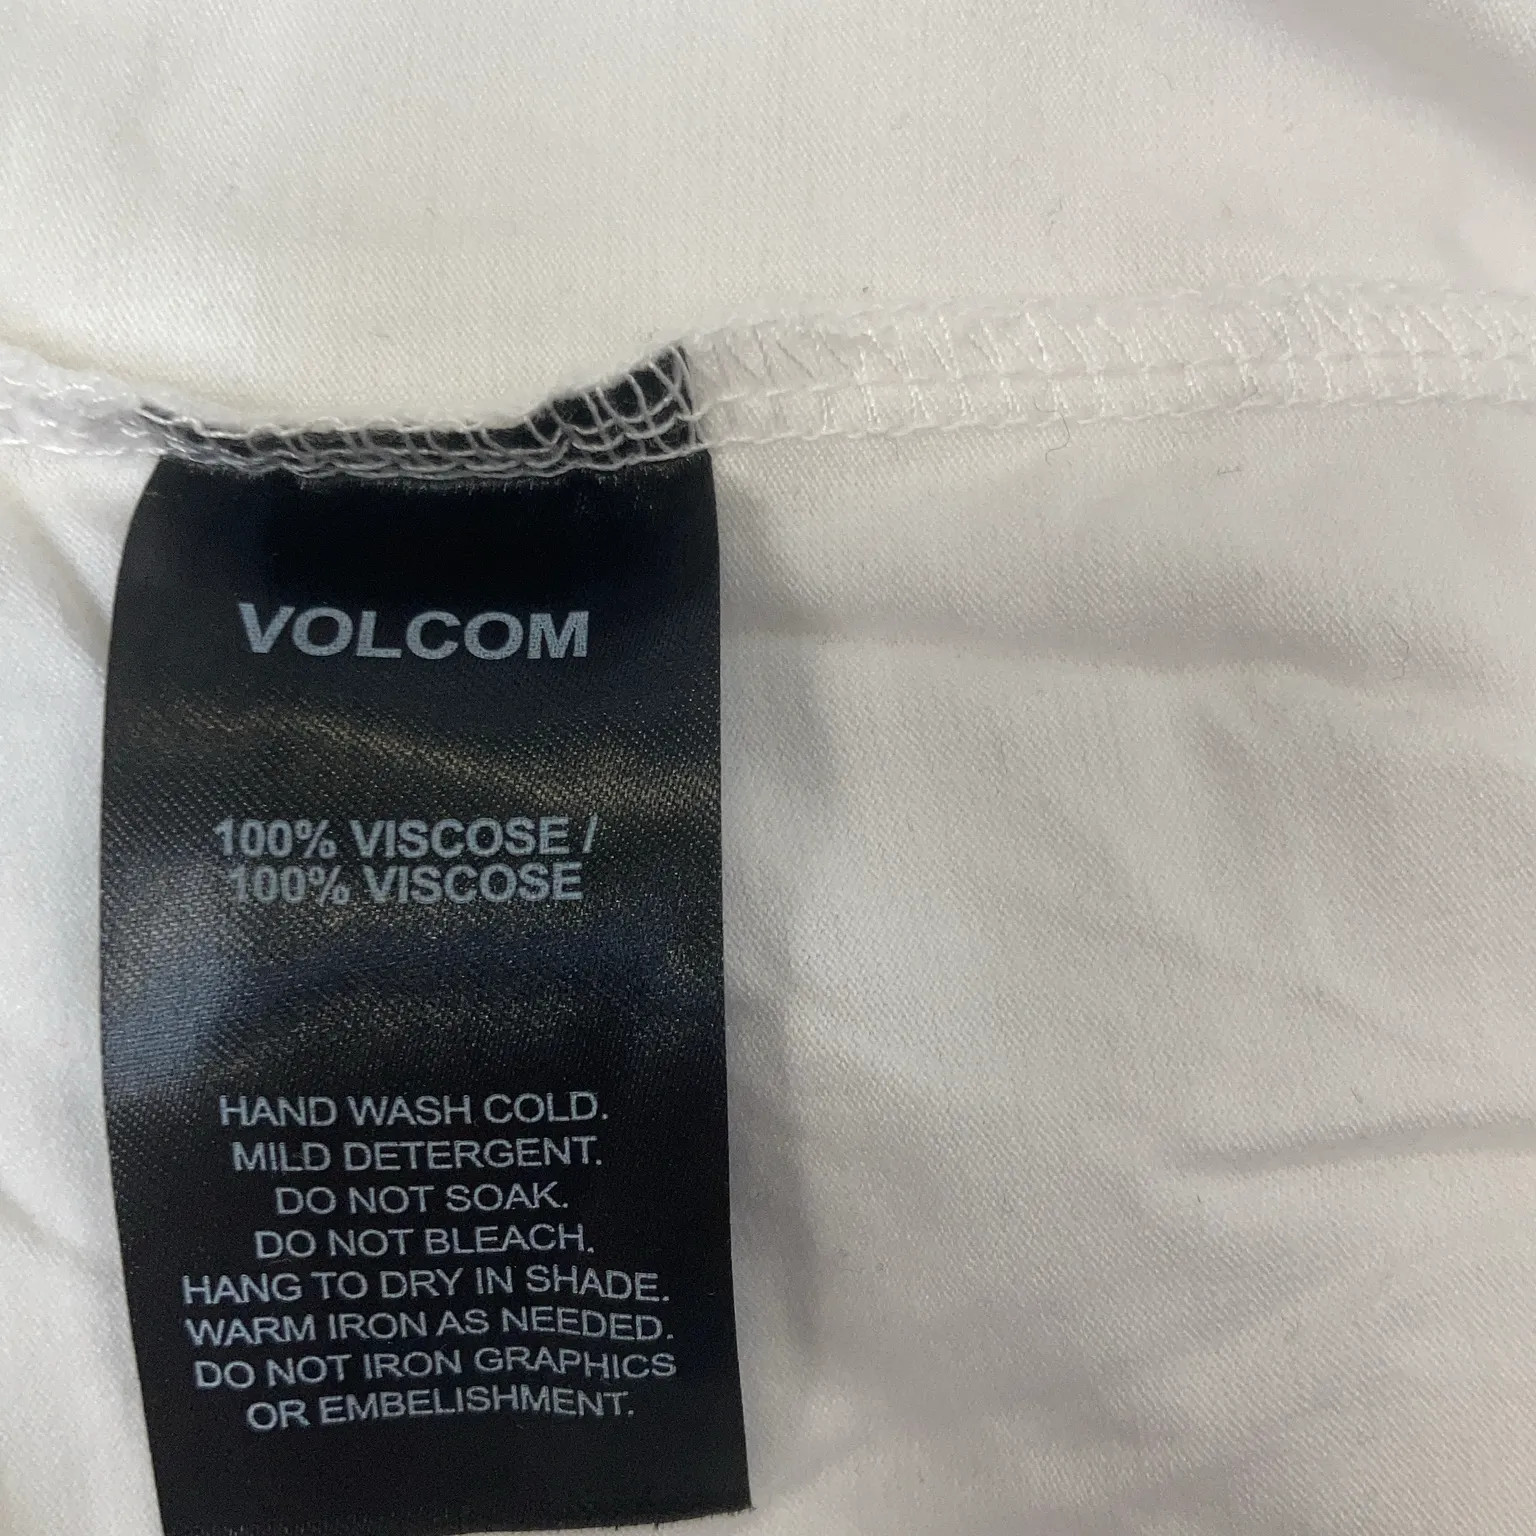 VOLCOM
100% VISCOSE /
100% VISCOSE
HAND WASH COLD.
MILD DETERGENT.
DO NOT SOAK.
DO NOT BLEACH.
HANG TO DRY IN SHADE.
WARM IRON AS NEEDED.
DO NOT IRON GRAPHICS
OR EMBELISHMENT.